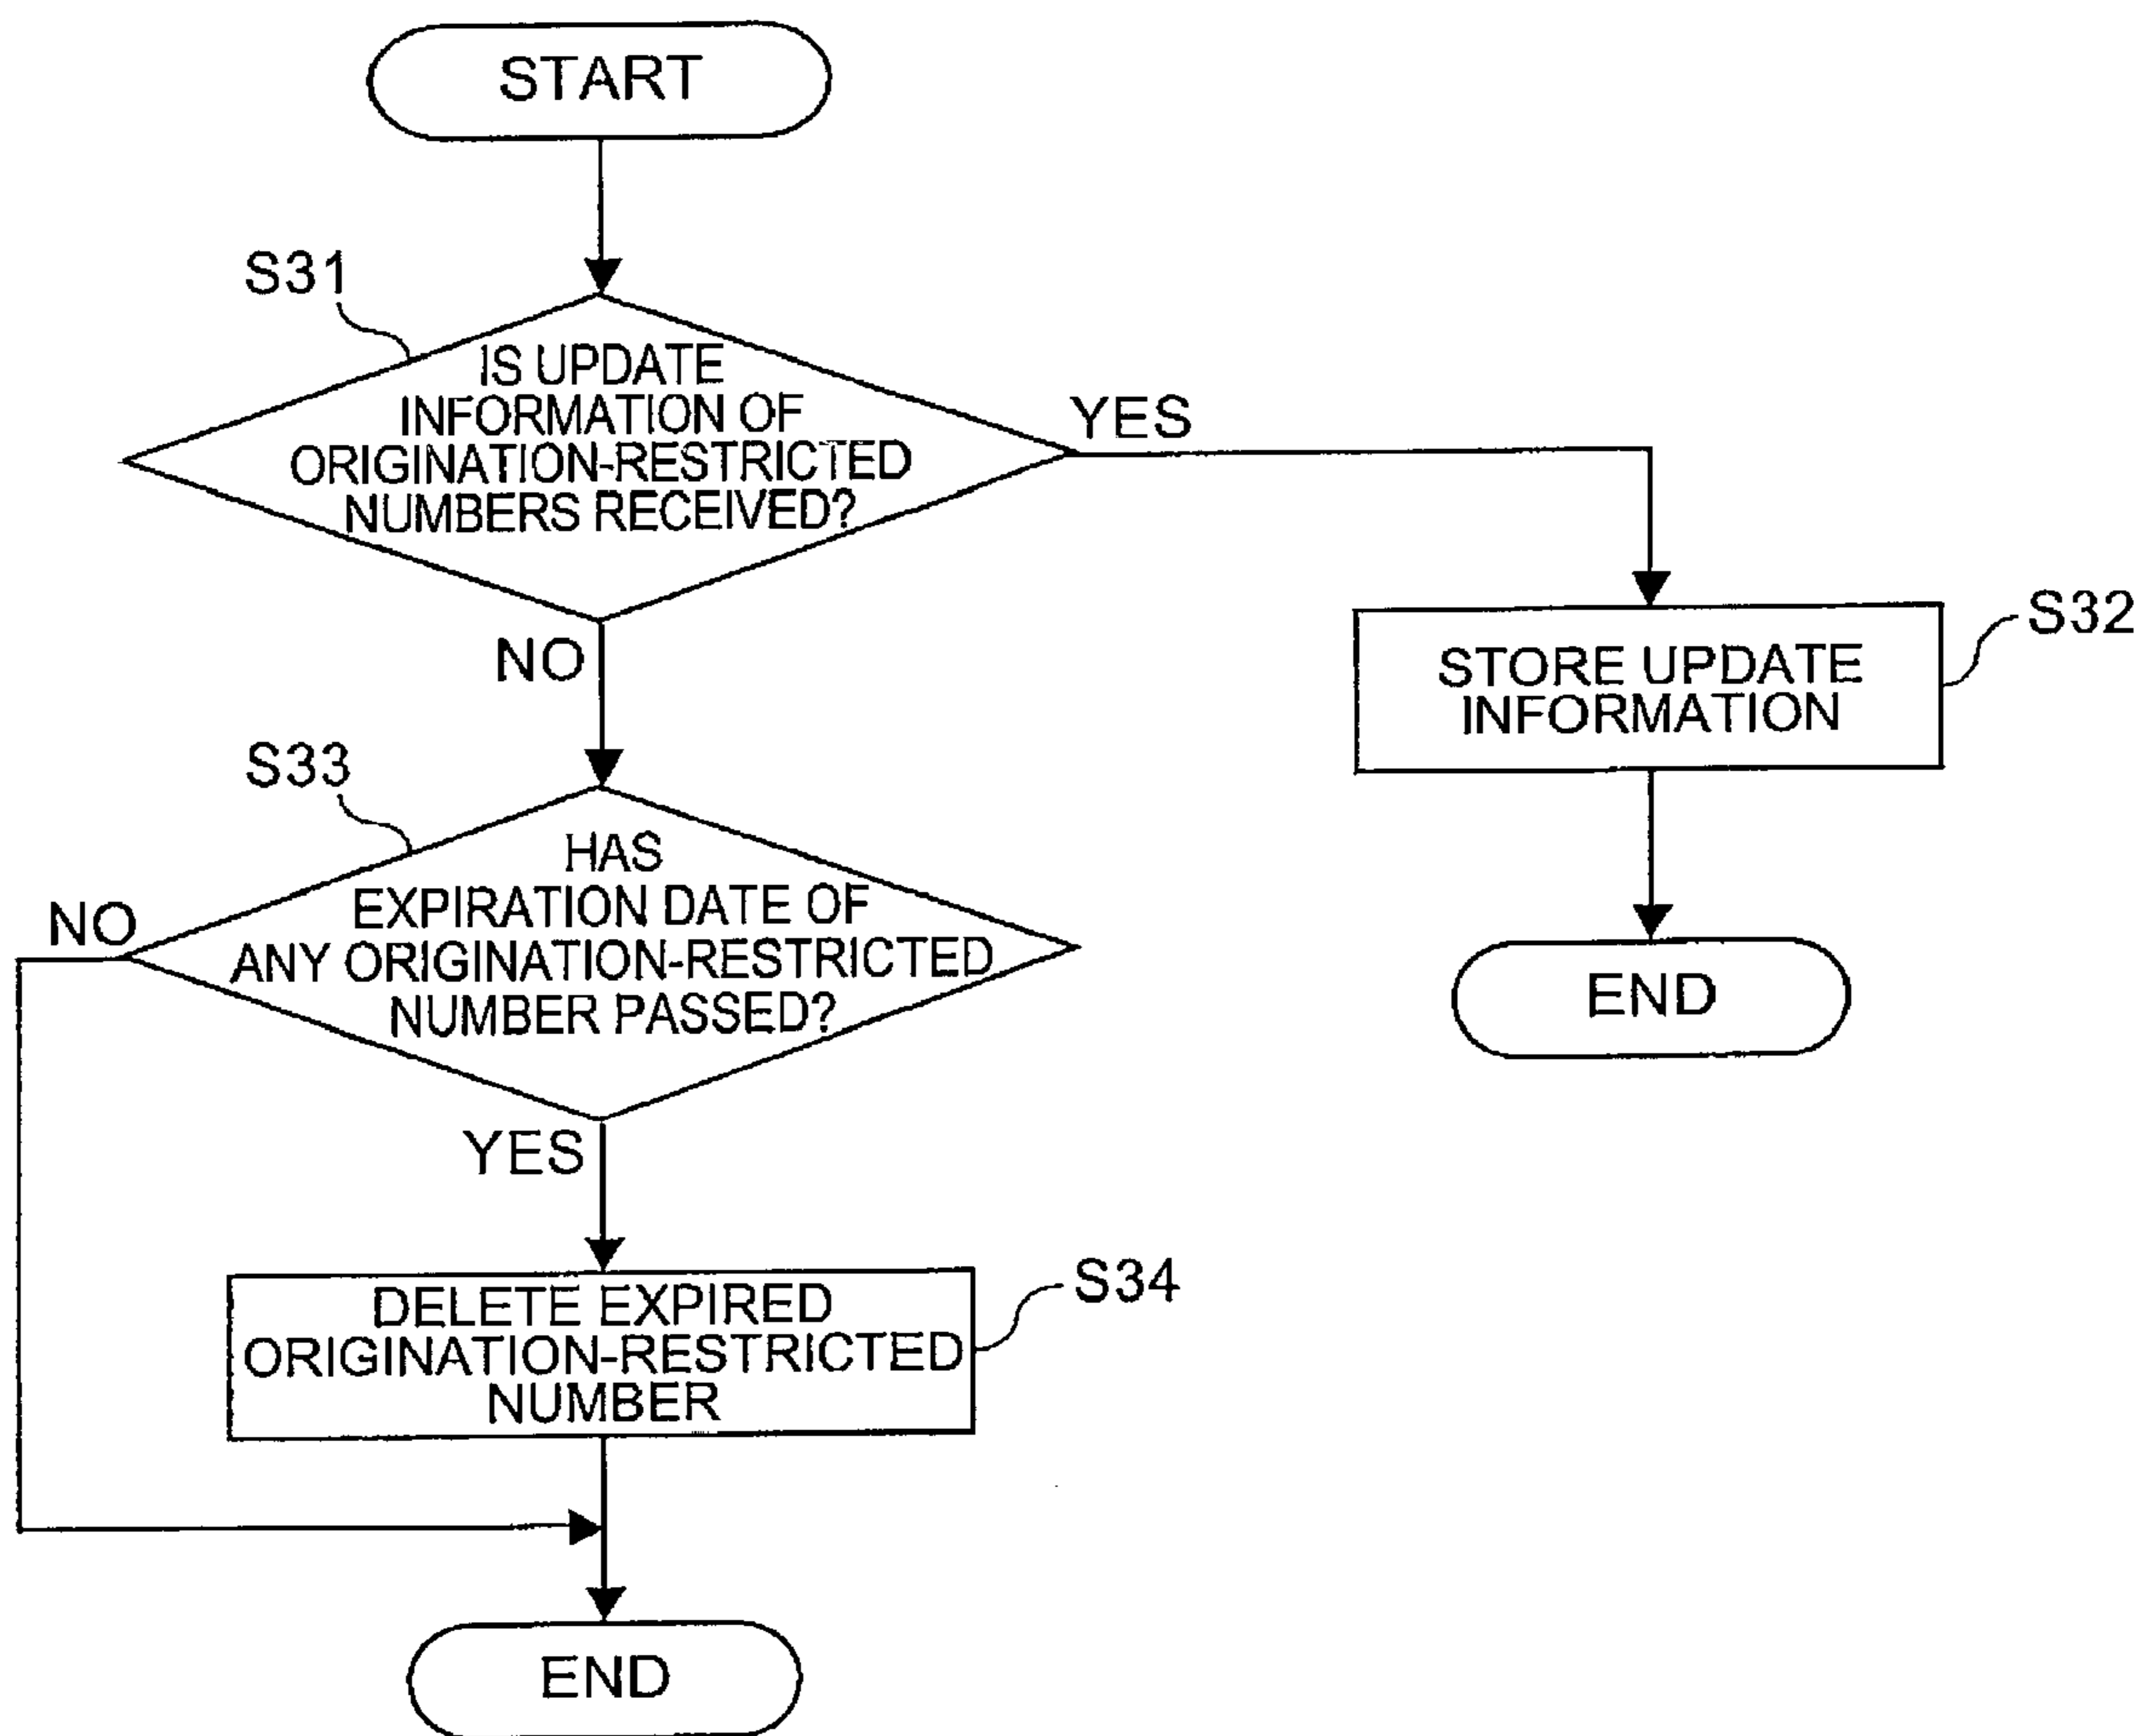 START
S31
IS UPDATE
INFORMATION OF
ORIGINATION-RESTRICTED
NUMBERS RECEIVED?
YES
NO
S32
STORE UPDATE
INFORMATION
END
S33
HAS
EXPIRATION DATE OF
ANY ORIGINATION-RESTRICTED
NUMBER PASSED?
NO
YES
S34
DELETE EXPIRED
ORIGINATION-RESTRICTED
NUMBER
END